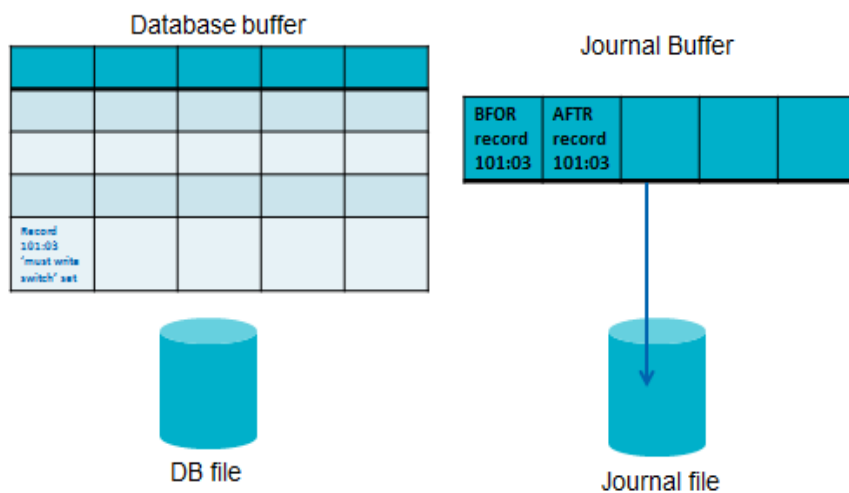 Database buffer
Journal Buffer
BFOR
record
101:03
AFTR
record
101:03
Record
101:03
'must write
switch' set
DB file
Journal file